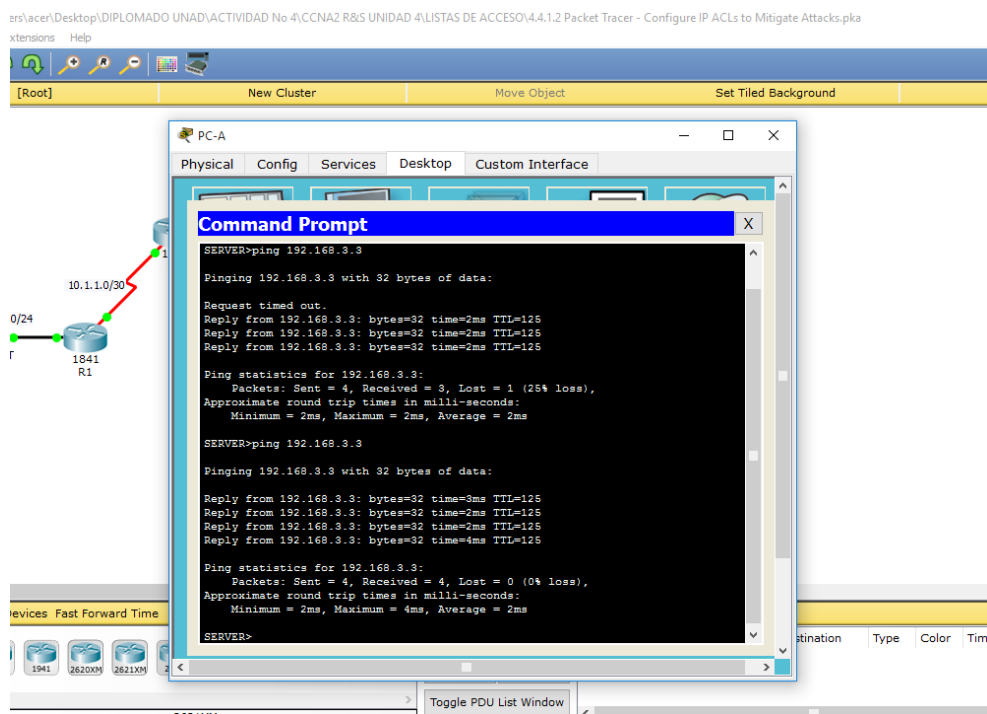 ers\acer\Desktop\DIPLOMADO UNAD\ACTIVIDAD No 4\CCNA2 R&S UNIDAD 4\LISTAS DE ACCESO\4.4.1.2 Packet Tracer - Configure IP ACLs to Mitigate Attacks.pka
xtensions Help
[Root] New Cluster Move Object Set Tiled Background
PC-A
Physical Config Services Desktop Custom Interface
Command Prompt X
SERVER>ping 192.168.3.3
Pinging 192.168.3.3 with 32 bytes of data:
Request timed out.
Reply from 192.168.3.3: bytes=32 time=2ms TTL=125
Reply from 192.168.3.3: bytes=32 time=2ms TTL=125
Reply from 192.168.3.3: bytes=32 time=2ms TTL=125
Ping statistics for 192.168.3.3:
Packets: Sent = 4, Received = 3, Lost = 1 (25% loss),
Approximate round trip times in milli-seconds:
Minimum = 2ms, Maximum = 2ms, Average = 2ms
SERVER>ping 192.168.3.3
Pinging 192.168.3.3 with 32 bytes of data:
Reply from 192.168.3.3: bytes=32 time=3ms TTL=125
Reply from 192.168.3.3: bytes=32 time=2ms TTL=125
Reply from 192.168.3.3: bytes=32 time=2ms TTL=125
Reply from 192.168.3.3: bytes=32 time=4ms TTL=125
Ping statistics for 192.168.3.3:
Packets: Sent = 4, Received = 4, Lost = 0 (0% loss),
Approximate round trip times in milli-seconds:
Minimum = 2ms, Maximum = 4ms, Average = 2ms
SERVER>
10.1.1.0/30
0/24
T
1841
R1
evices Fast Forward Time
stination Type Color Tim
1941 2620XM 2621XM
Toggle PDU List Window